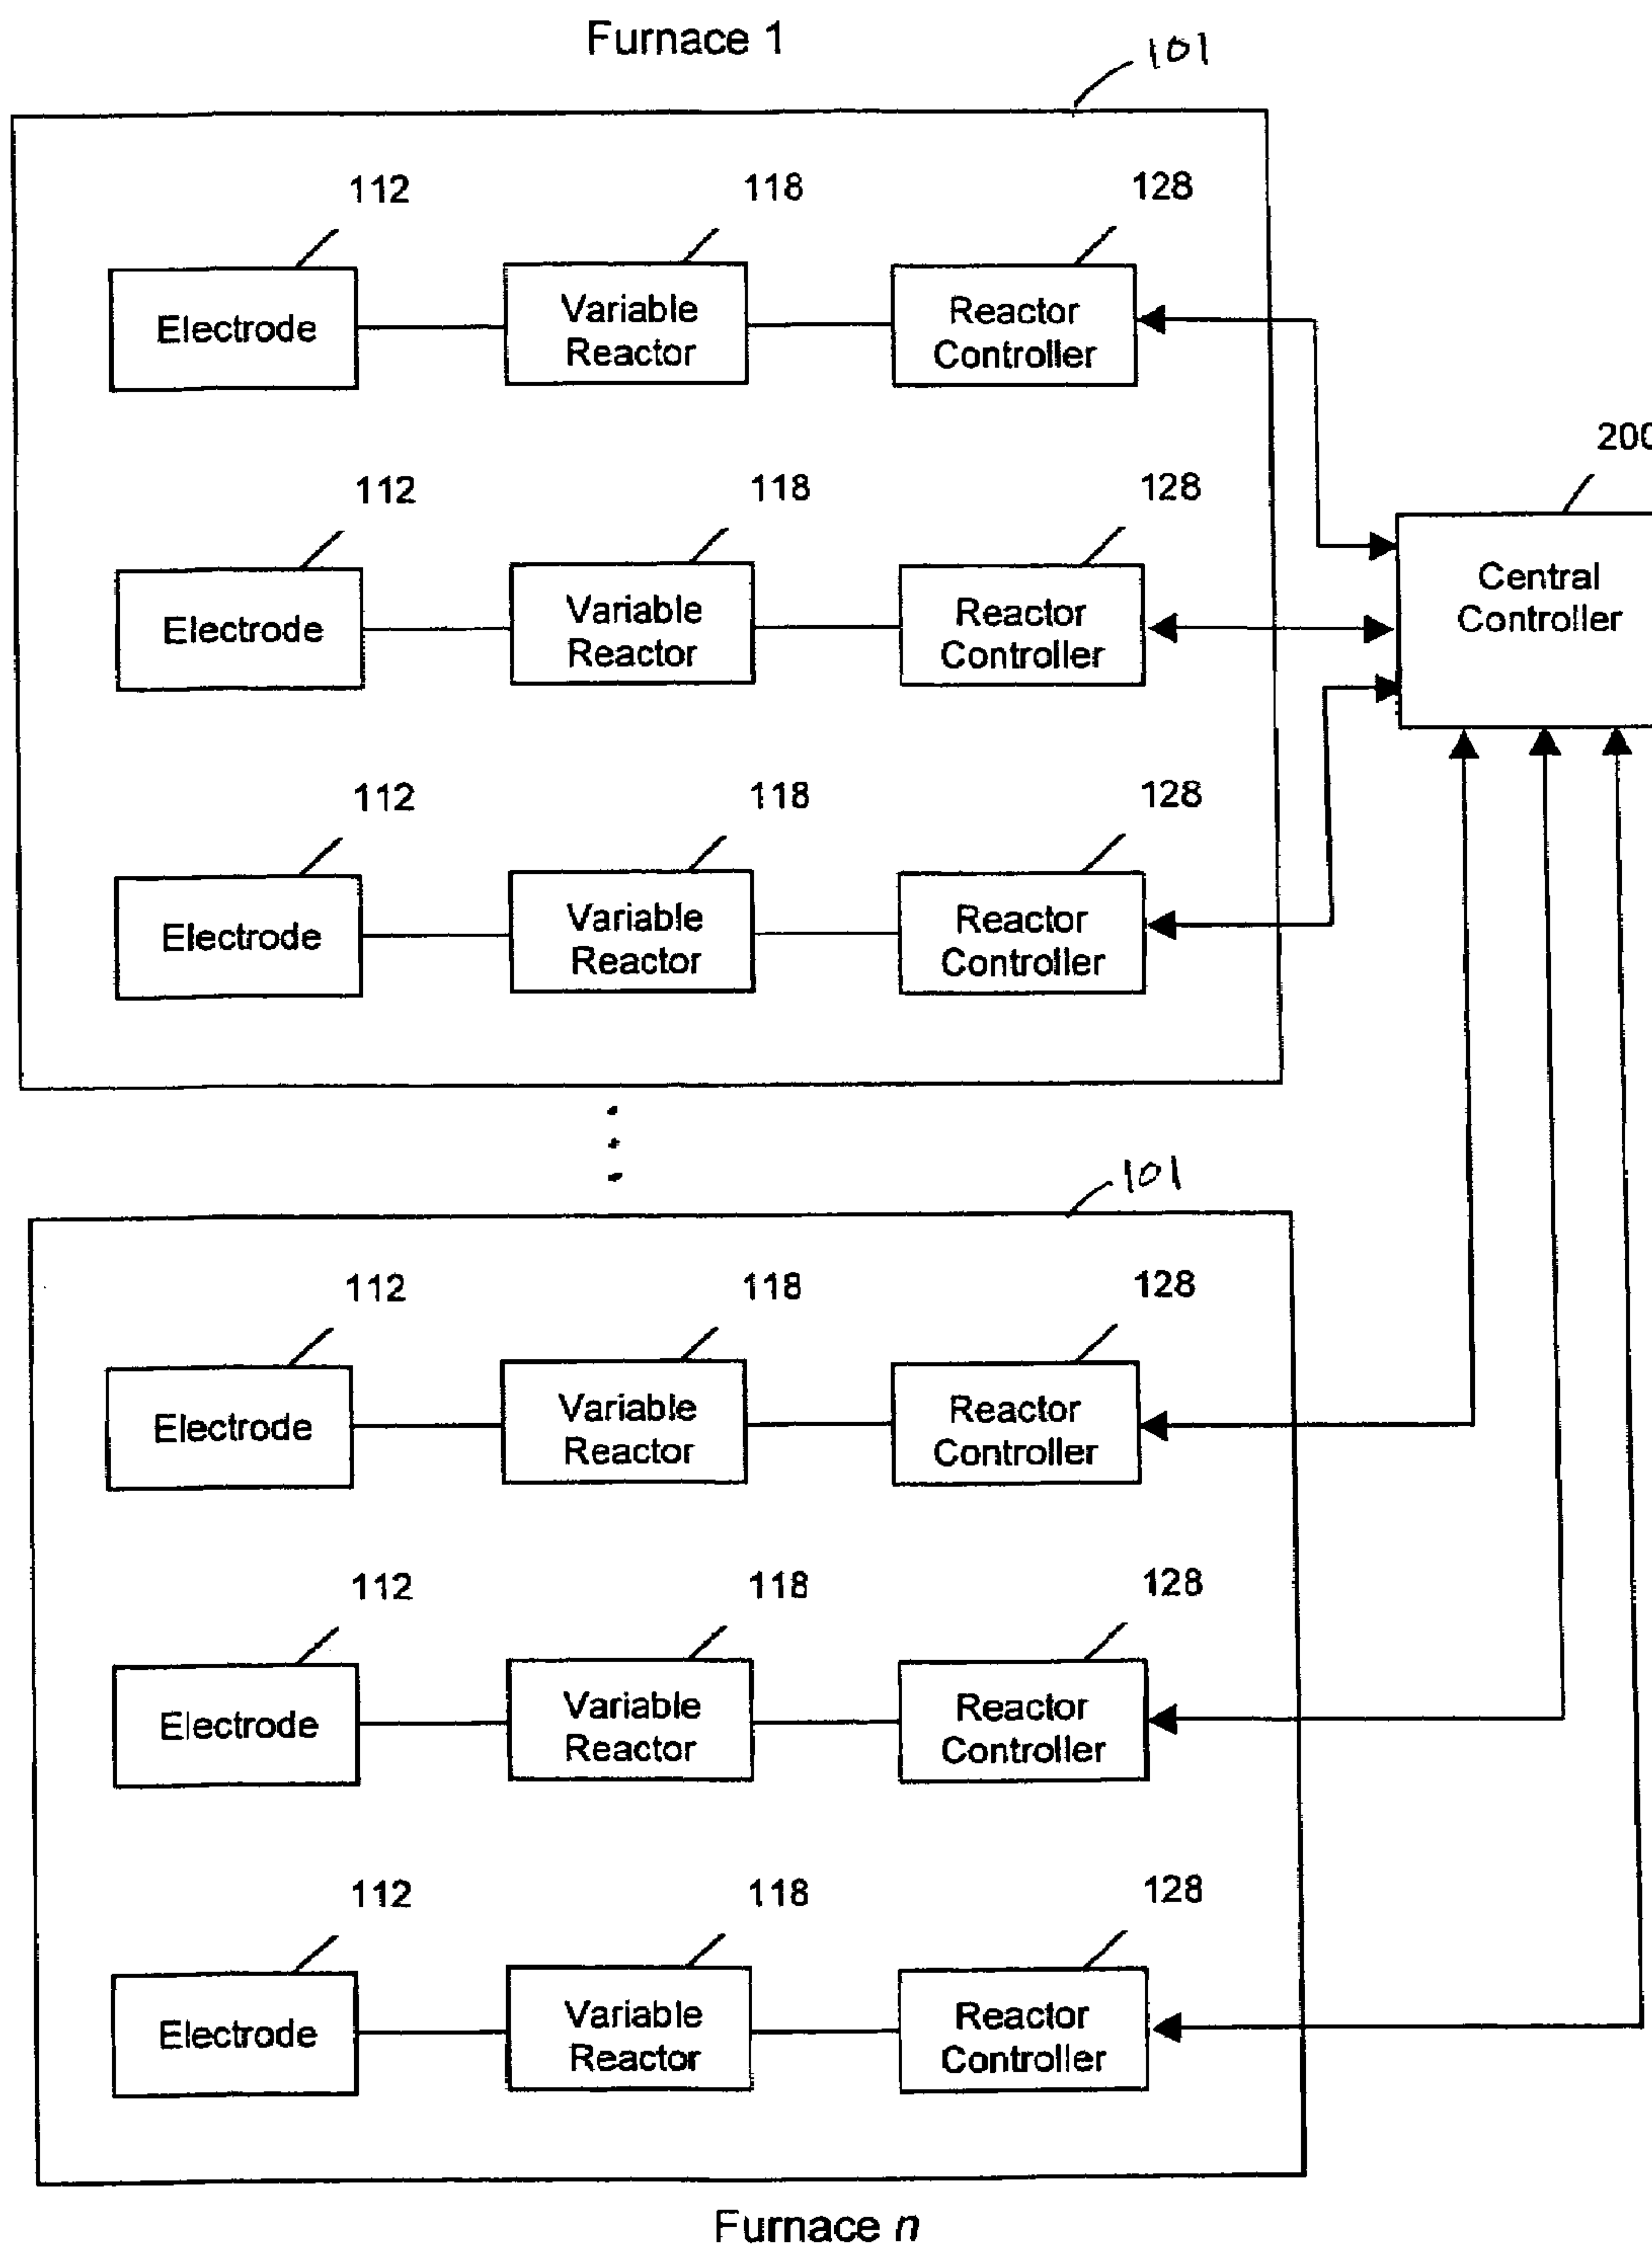 Furnace 1
101
112
118
128
Electrode
Variable
Reactor
Reactor
Controller
200
Central
Controller
112
118
128
Electrode
Variable
Reactor
Reactor
Controller
112
118
128
Electrode
Variable
Reactor
Reactor
Controller
101
112
118
128
Electrode
Variable
Reactor
Reactor
Controller
112
118
128
Electrode
Variable
Reactor
Reactor
Controller
112
118
128
Electrode
Variable
Reactor
Reactor
Controller
Furnace n